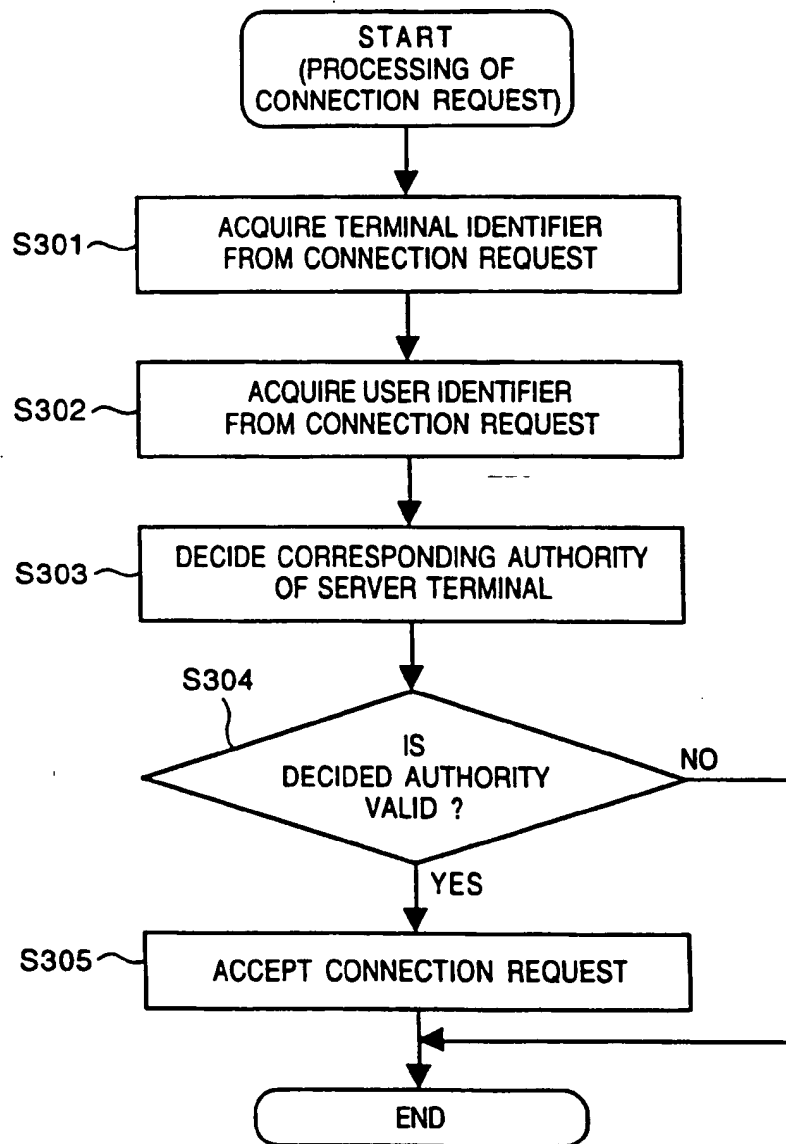 START
(PROCESSING OF
CONNECTION REQUEST)
S301
ACQUIRE TERMINAL IDENTIFIER
FROM CONNECTION REQUEST
S302
ACQUIRE USER IDENTIFIER
FROM CONNECTION REQUEST
S303
DECIDE CORRESPONDING AUTHORITY
OF SERVER TERMINAL
S304
IS
DECIDED AUTHORITY
VALID ?
NO
YES
S305
ACCEPT CONNECTION REQUEST
END